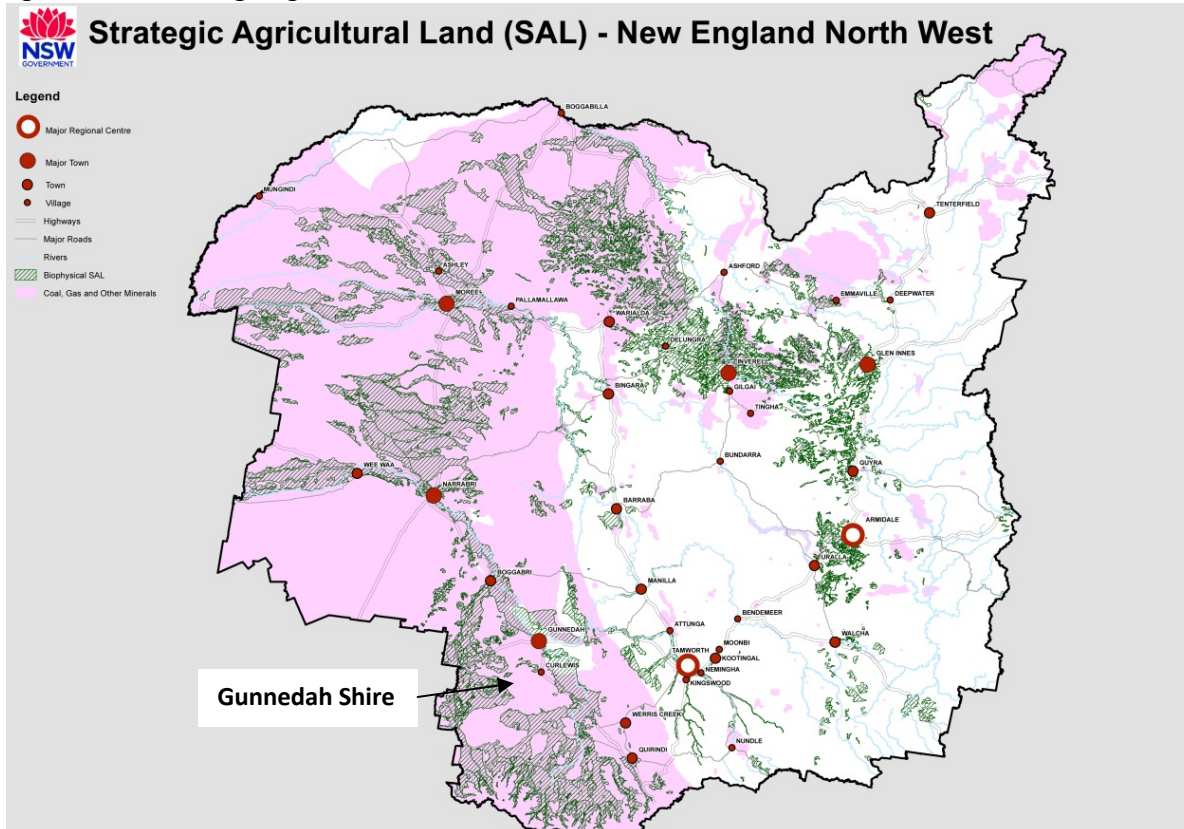 NSW
GOVERNMENT
Strategic Agricultural Land (SAL) - New England North West
Legend
Major Regional Centre
Major Town
Town
Village
Highways
Major Roads
Rivers
Biophysical SAL
Coal, Gas and Other Minerals
BOGGABILLA
MUNGINDI
TENTERFIELD
ASHLEY
ASHFORD
MOREE
PALLAMALLAWA
EMMAVILLE
DEEPWATER
WARIALDA
DELUNGRA
GLEN INNES
INVERELL
GILGAI
BINGARA
TINGHA
BUNDARRA
WEE WAA
GUYRA
NARRABRI
BARRABA
ARMIDALE
URALLA
BOGGABRI
MANILLA
BENDEMEER
ATTUNGA
GUNNEDAH
WALCHA
MOONBI
TAMWORTH
KOOTINGAL
CURLEWIS
NEMINGHA
KINGSWOOD
Gunnedah Shire
WERRIS CREEK
NUNDLE
QUIRINDI